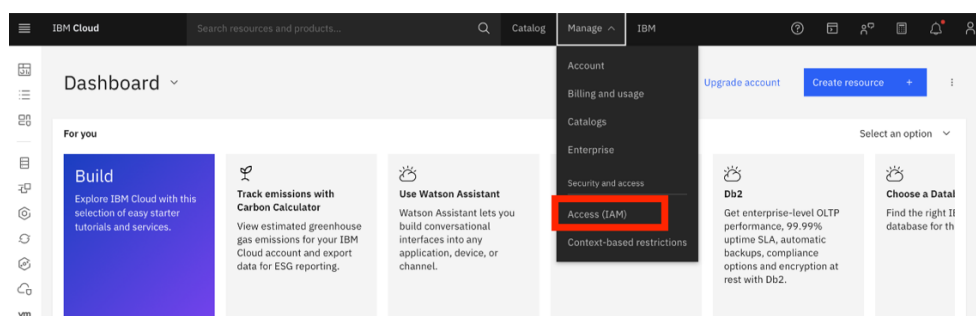 IBM Cloud
Search resources and products...
Catalog
Manage
IBM
Dashboard
Upgrade account
Create resource +
Account
Billing and usage
Catalogs
Enterprise
Security and access
Access (IAM)
Context-based restrictions
For you
Select an option
Build
Explore IBM Cloud with this
selection of easy starter
tutorials and services.
Track emissions with
Carbon Calculator
View estimated greenhouse
gas emissions for your IBM
Cloud account and export
data for ESG reporting.
Use Watson Assistant
Watson Assistant lets you
build conversational
interfaces into any
application, device, or
channel.
Db2
Get enterprise-level OLTP
performance, 99.99%
uptime SLA, automatic
backups, compliance
options and encryption at
rest with Db2.
Choose a Datal
Find the right IE
database for th
vm